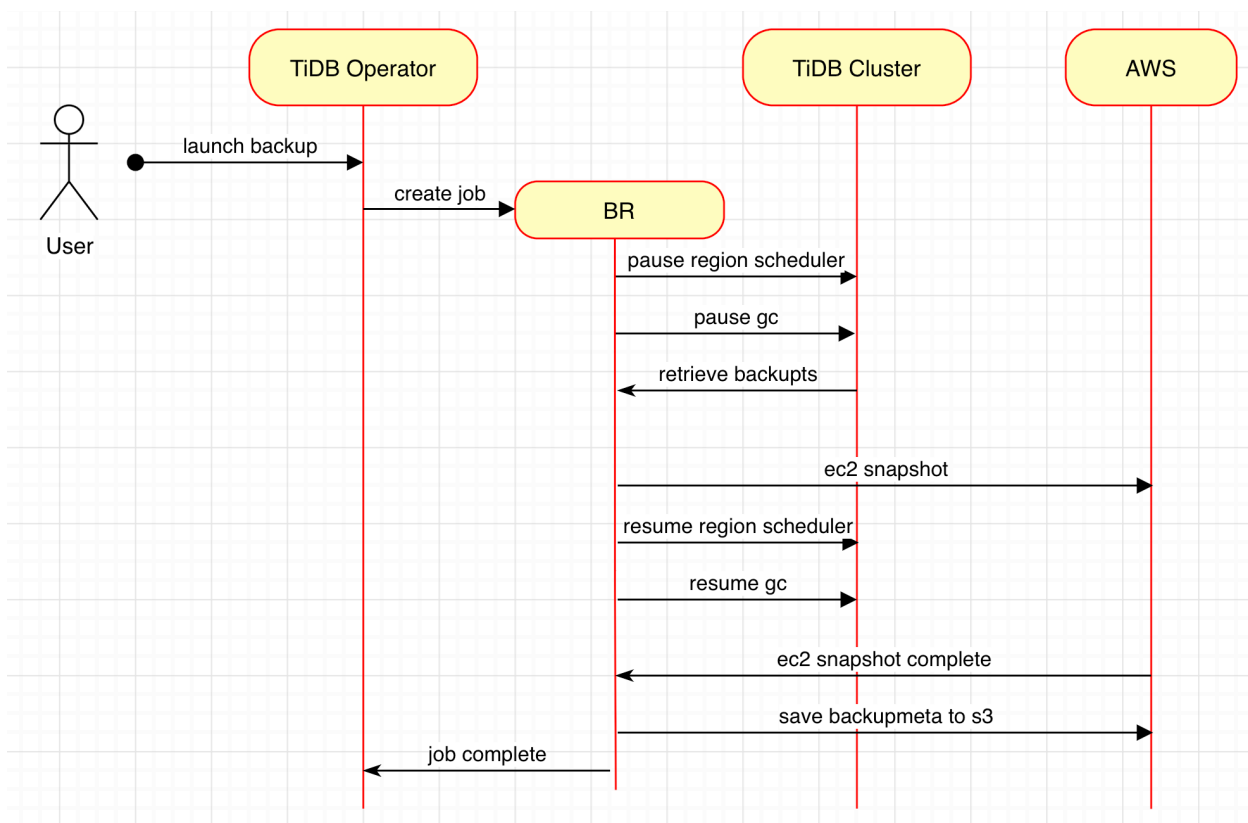 TiDB Operator
TiDB Cluster
AWS
launch backup
create job
BR
User
pause region scheduler
pause gc
retrieve backupts
ec2 snapshot
resume region scheduler
resume gc
ec2 snapshot complete
save backupmeta to s3
job complete